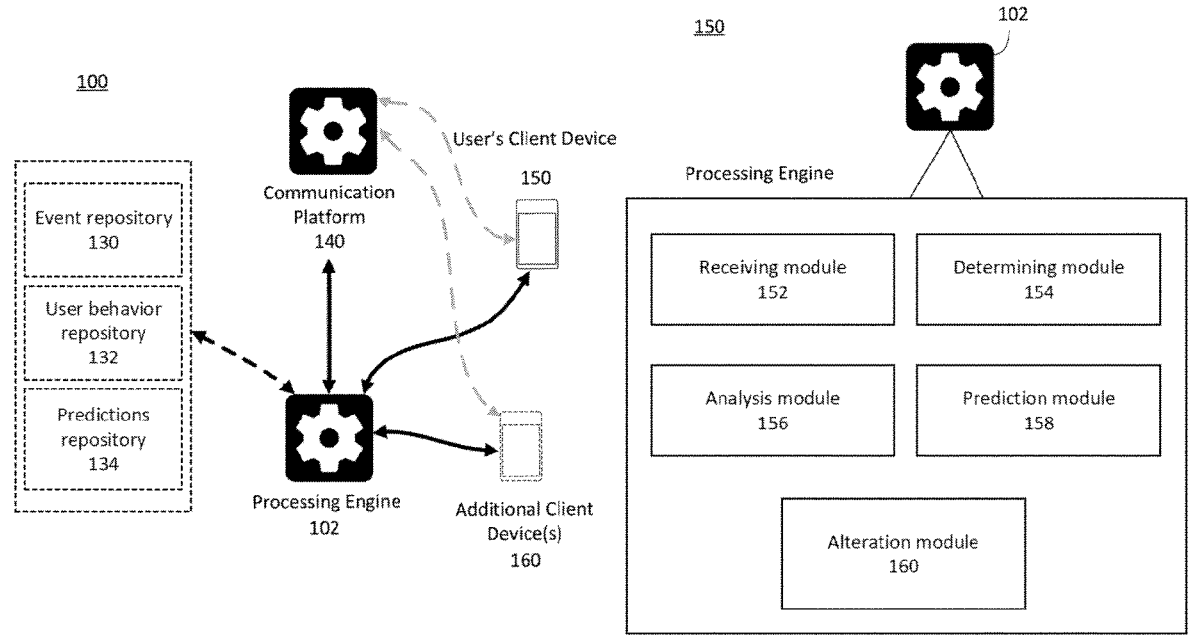 100
Event repository
130
User behavior
repository
132
Predictions
repository
134
Communication
Platform
140
User's Client Device
150
Processing Engine
102
Additional Client
Device(s)
160
150
102
Processing Engine
Receiving module
152
Determining module
154
Analysis module
156
Prediction module
158
Alteration module
160